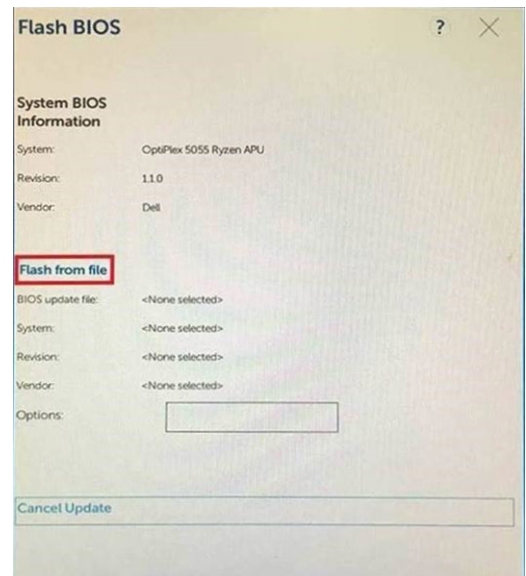 Flash BIOS ?
System BIOS
Information
System: OptiPlex 5055 Ryzen APU
Revision: 1.1.0
Vendor: Dell
Flash from file
BIOS update file: <None selected>
System: <None selected>
Revision: <None selected>
Vendor: <None selected>
Options:
Cancel Update